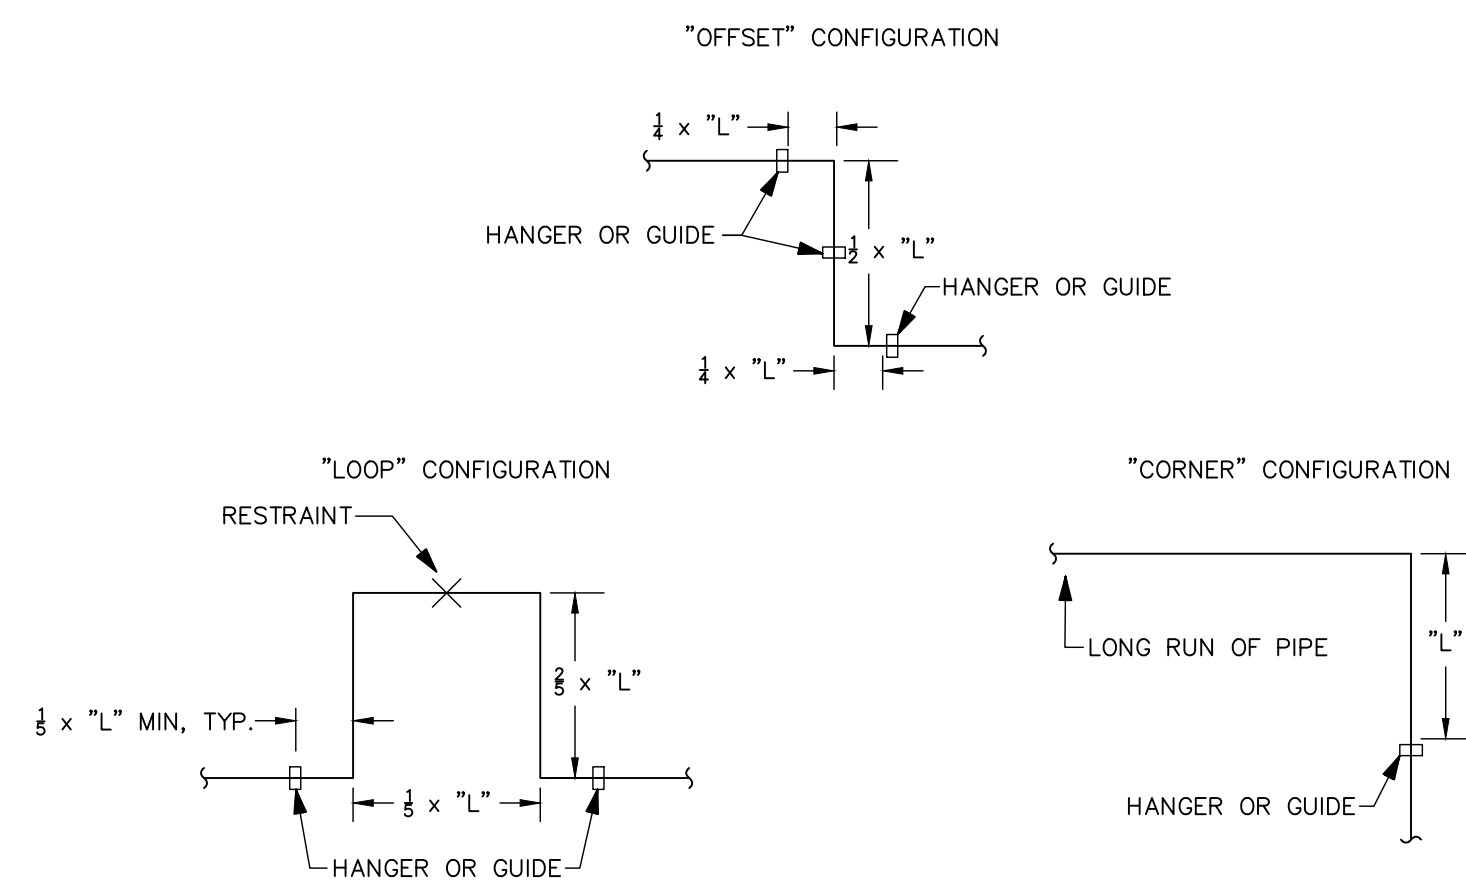 "OFFSET" CONFIGURATION
1/4 x "L"
HANGER OR GUIDE
1/2 x "L"
HANGER OR GUIDE
1/4 x "L"
"LOOP" CONFIGURATION
RESTRAINT
2/5 x "L"
1/5 x "L" MIN, TYP.
1/5 x "L"
HANGER OR GUIDE
"CORNER" CONFIGURATION
LONG RUN OF PIPE
"L"
HANGER OR GUIDE